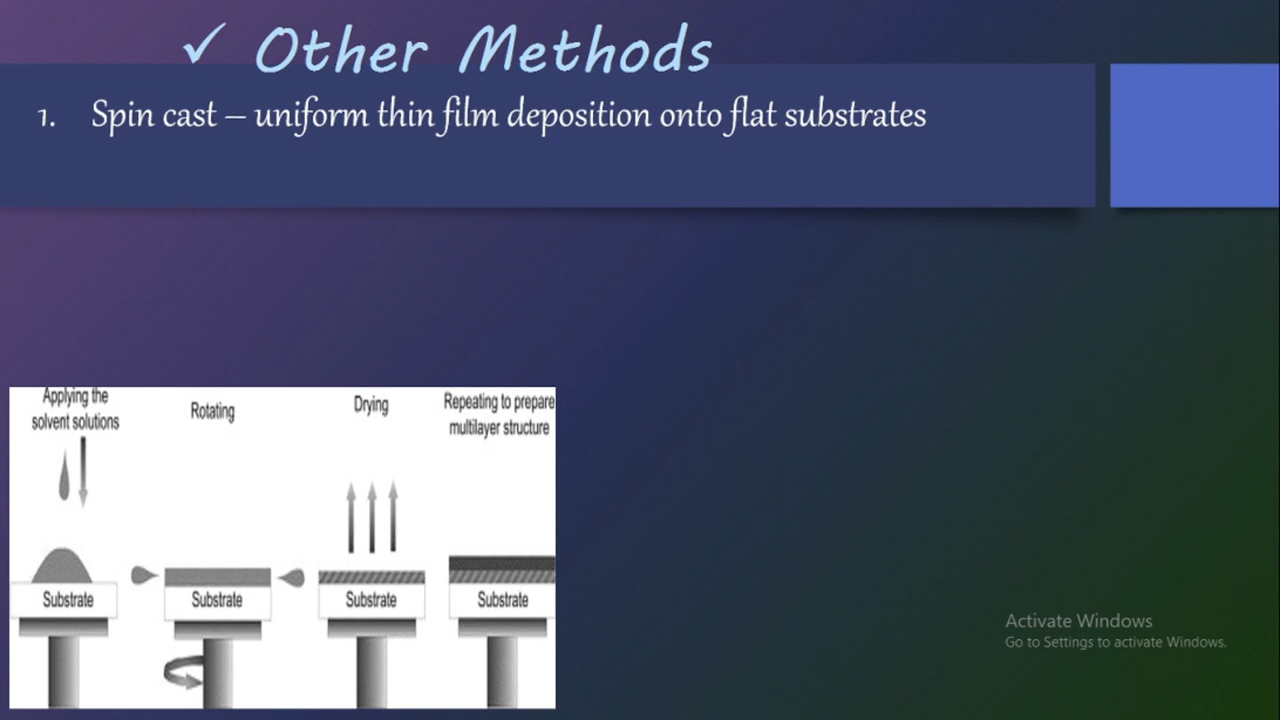 ✓ Other Methods
1. Spin cast – uniform thin film deposition onto flat substrates
Applying the
solvent solutions
Rotating
Drying
Repeating to prepare
multilayer structure
Substrate
Substrate
Substrate
Substrate
Activate Windows
Go to Settings to activate Windows.